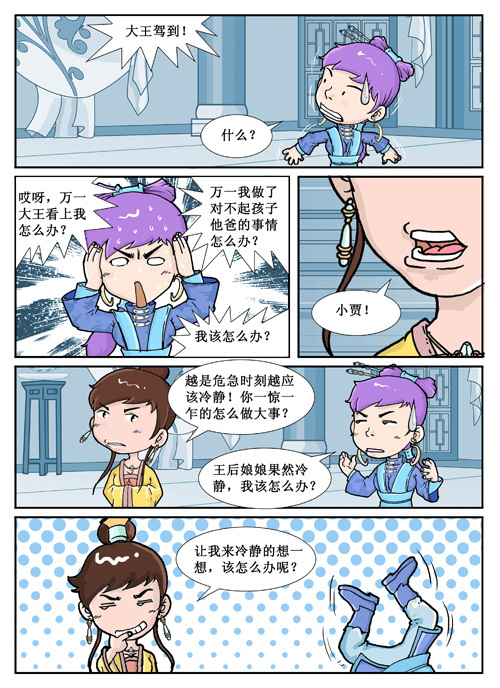 大王驾到！
什么？
哎呀，万一
大王看上我
怎么办？
万一我做了
对不起孩子
他爸的事情
怎么办？
我该怎么办？
小贾！
越是危急时刻越应
该冷静！你一惊一
乍的怎么做大事？
王后娘娘果然冷
静，我该怎么办？
让我来冷静的想一
想，该怎么办呢？